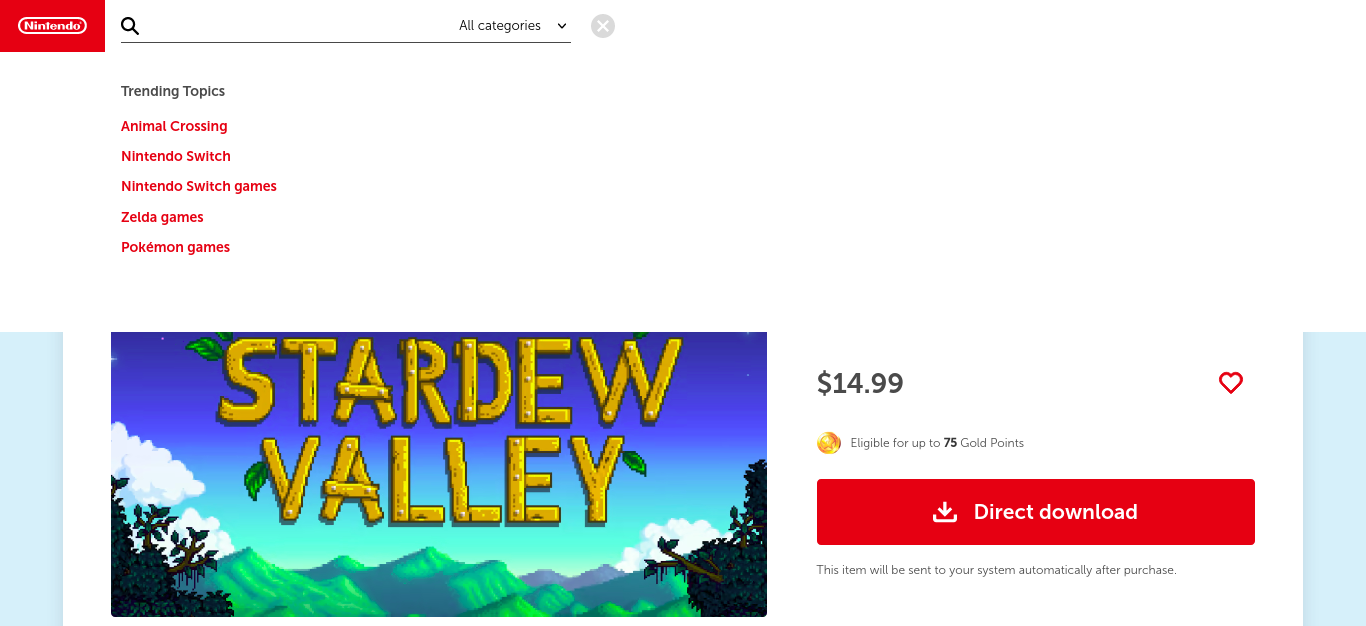 Nintendo
All categories
Trending Topics
Animal Crossing
Nintendo Switch
Nintendo Switch games
Zelda games
Pokémon games
STARDEW
VALLEY
$14.99
Eligible for up to 75 Gold Points
Direct download
This item will be sent to your system automatically after purchase.